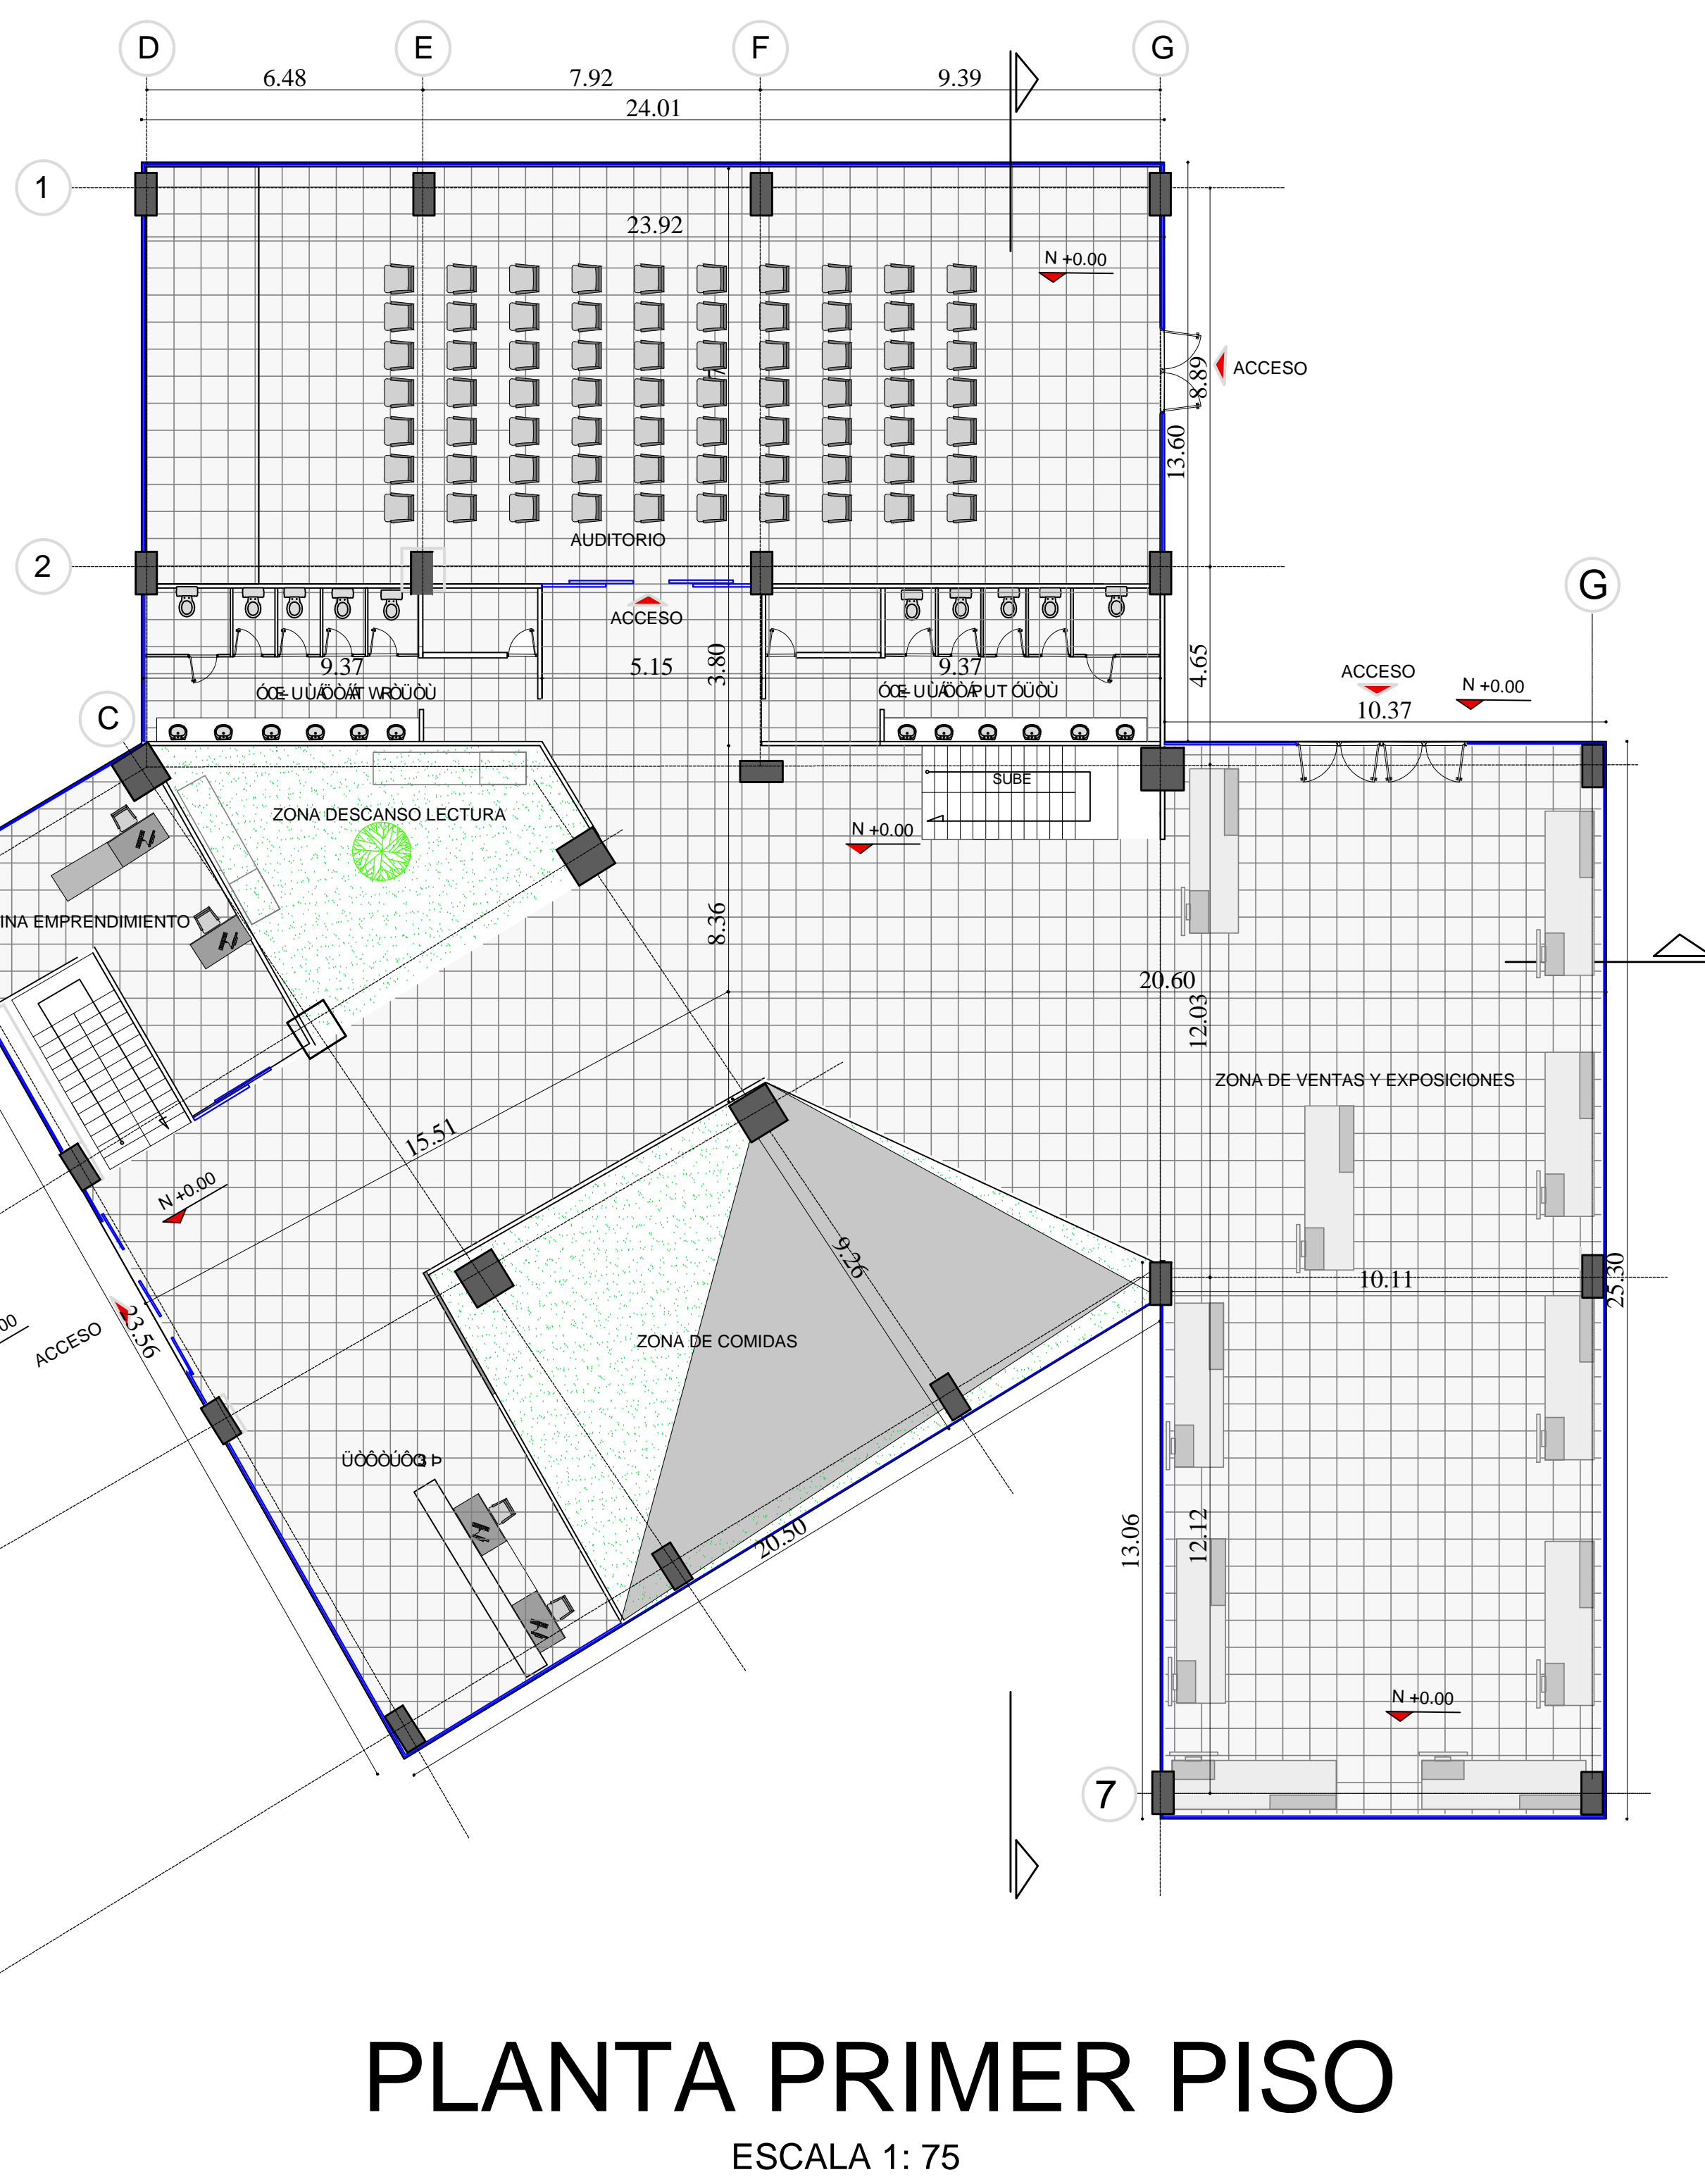 D E F G
6.48 7.92 9.39
24.01
1
23.92
N +0.00
8.89
ACCESO
13.60
AUDITORIO
2
G
ACCESO
9.37 5.15 3.80 9.37 4.65
ACCESO
N +0.00
10.37
C
SUBE
ZONA DESCANSO LECTURA
N +0.00
INA EMPRENDIMIENTO
8.36
20.60
12.03
ZONA DE VENTAS Y EXPOSICIONES
15.51
N +0.00
9.26
10.11
25.30
00
ACCESO
23.56
ZONA DE COMIDAS
20.50
13.06
12.12
N +0.00
7
PLANTA PRIMER PISO
ESCALA 1: 75